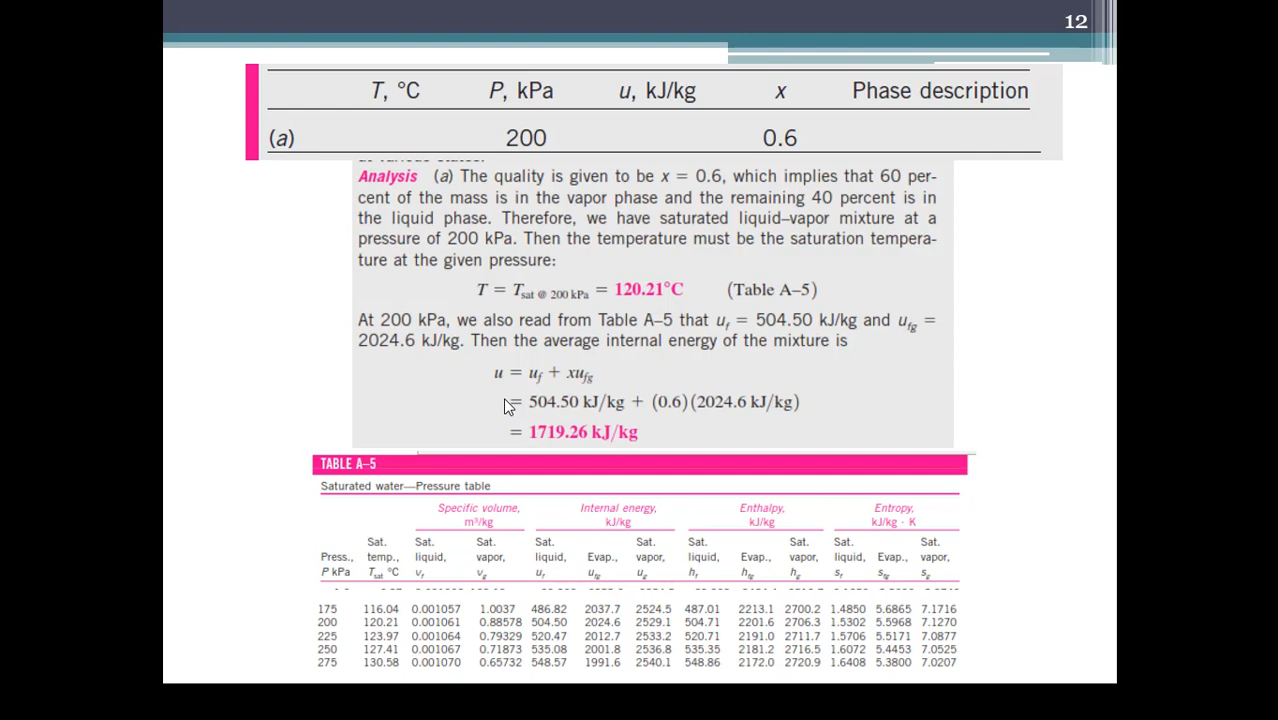 12
T, °C P, kPa u, kJ/kg x Phase description
(a) 200 0.6
at various states.
Analysis (a) The quality is given to be x = 0.6, which implies that 60 per-
cent of the mass is in the vapor phase and the remaining 40 percent is in
the liquid phase. Therefore, we have saturated liquid–vapor mixture at a
pressure of 200 kPa. Then the temperature must be the saturation tempera-
ture at the given pressure:
T = Tsat @ 200 kPa = 120.21°C (Table A–5)
At 200 kPa, we also read from Table A–5 that uf = 504.50 kJ/kg and ufg =
2024.6 kJ/kg. Then the average internal energy of the mixture is
u = uf + xufg
= 504.50 kJ/kg + (0.6)(2024.6 kJ/kg)
= 1719.26 kJ/kg
TABLE A–5
Saturated water—Pressure table
Specific volume, Internal energy, Enthalpy, Entropy,
m³/kg kJ/kg kJ/kg kJ/kg · K
Sat. Sat. Sat. Sat. Sat. Sat. Sat. Sat. Sat.
Press., temp., liquid, vapor, liquid, Evap., vapor, liquid, Evap., vapor, liquid, Evap., vapor,
P kPa Tsat °C vf vg uf ufg ug hf hfg hg sf sfg sg
175 116.04 0.001057 1.0037 486.82 2037.7 2524.5 487.01 2213.1 2700.2 1.4850 5.6865 7.1716
200 120.21 0.001061 0.88578 504.50 2024.6 2529.1 504.71 2201.6 2706.3 1.5302 5.5968 7.1270
225 123.97 0.001064 0.79329 520.47 2012.7 2533.2 520.71 2191.0 2711.7 1.5706 5.5171 7.0877
250 127.41 0.001067 0.71873 535.08 2001.8 2536.8 535.35 2181.2 2716.5 1.6072 5.4453 7.0525
275 130.58 0.001070 0.65732 548.57 1991.6 2540.1 548.86 2172.0 2720.9 1.6408 5.3800 7.0207